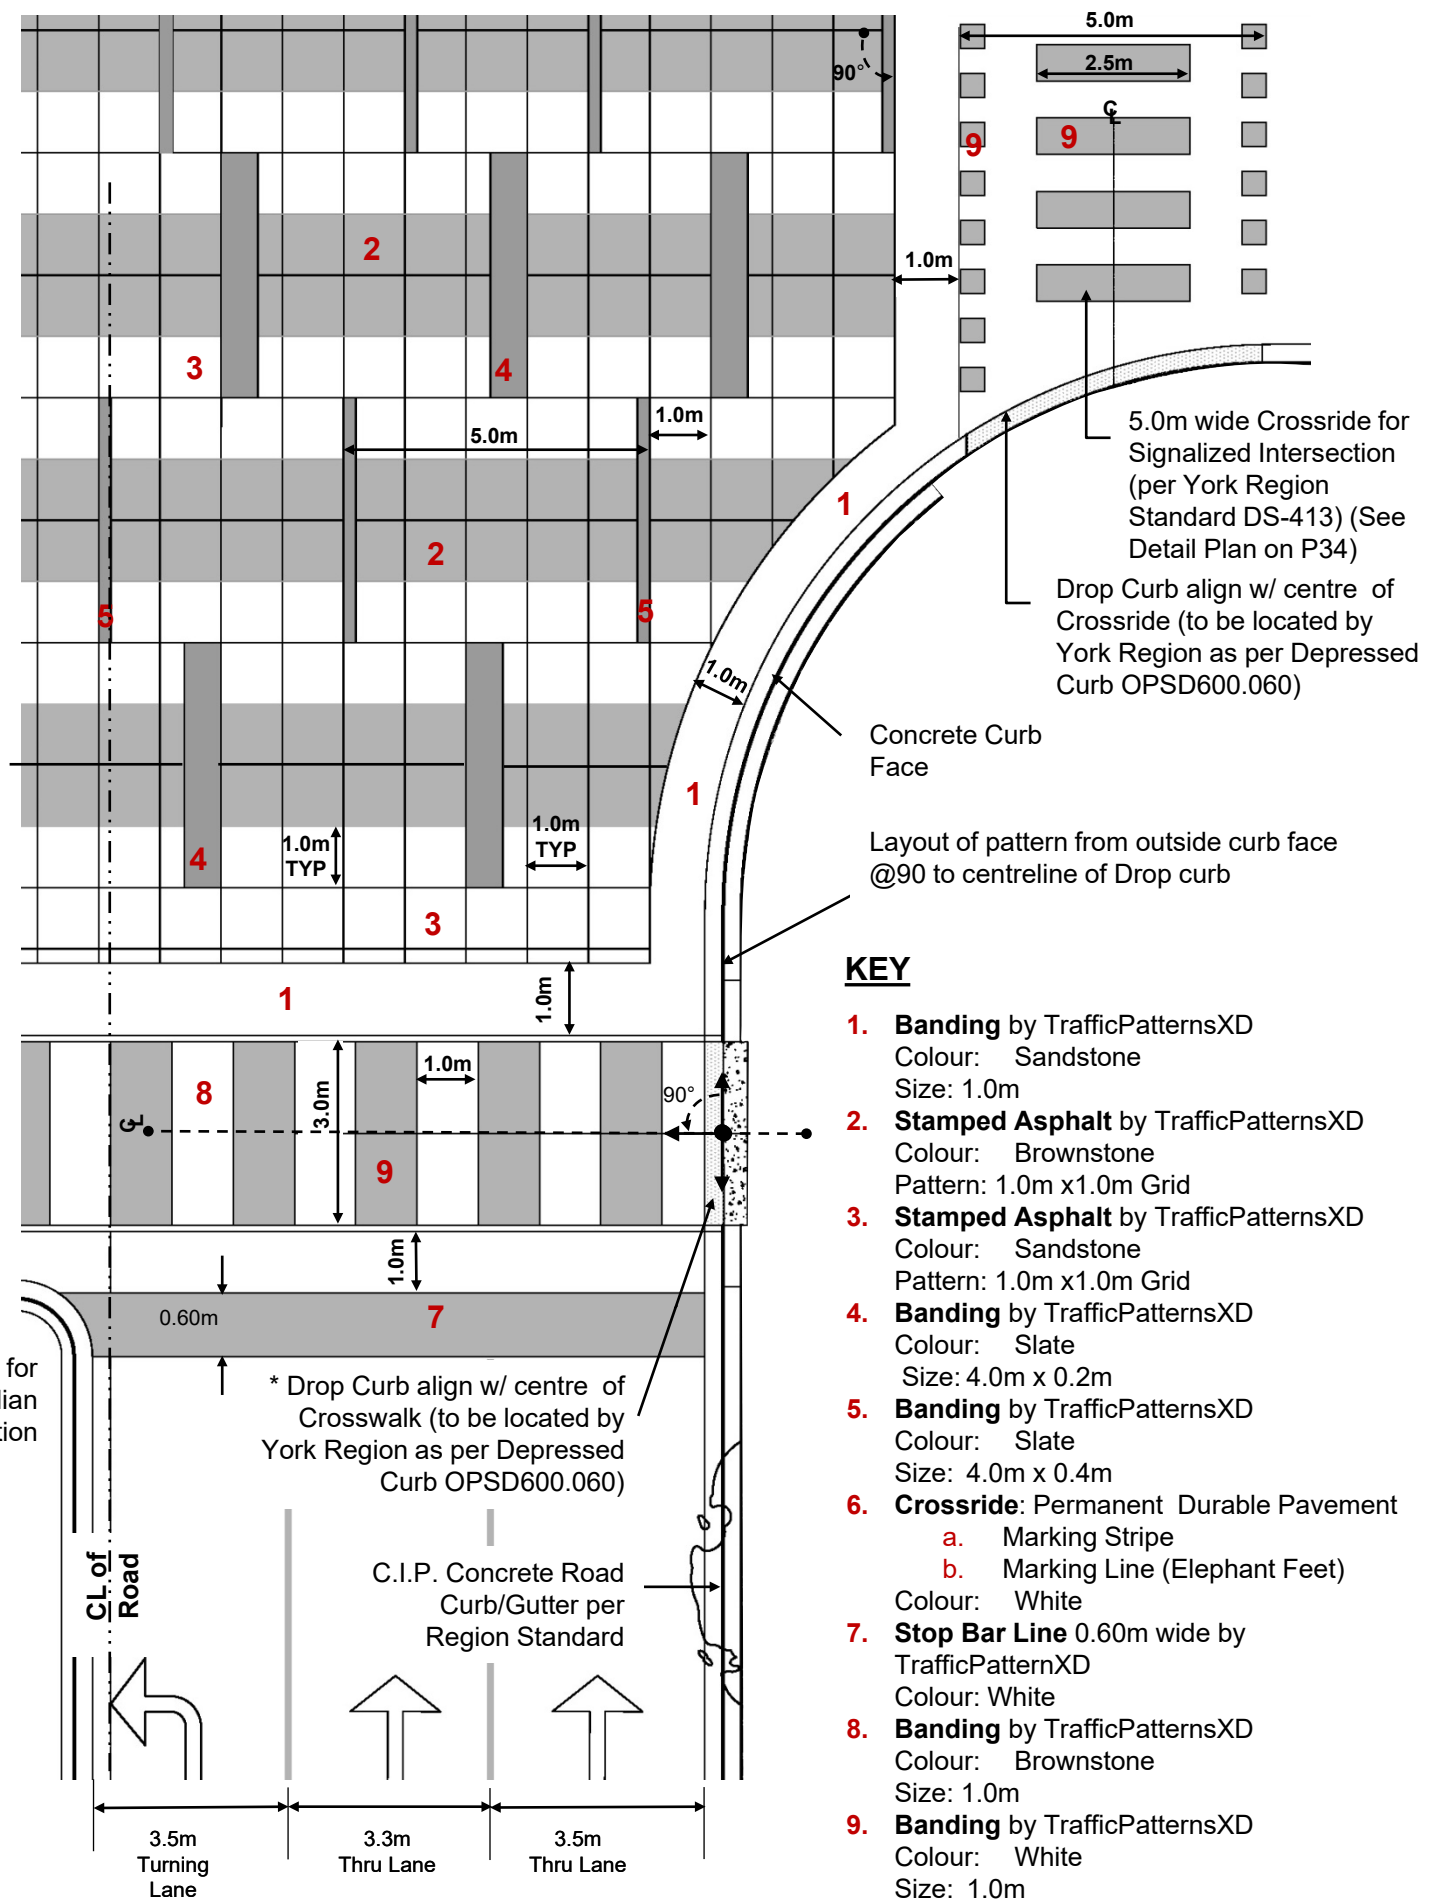 5.0m
90°
2.5m
CL
9
9
2
1.0m
3
4
5.0m
1.0m
1
2
5
5
5.0m wide Crossride for
Signalized Intersection
(per York Region
Standard DS-413) (See
Detail Plan on P34)
Drop Curb align w/ centre of
Crossride (to be located by
York Region as per Depressed
Curb OPSD600.060)
1.0m
Concrete Curb
Face
1
1.0m
TYP
1.0m
TYP
4
Layout of pattern from outside curb face
@90 to centreline of Drop curb
3
1
1.0m
KEY
1. Banding by TrafficPatternsXD
Colour: Sandstone
Size: 1.0m
2. Stamped Asphalt by TrafficPatternsXD
Colour: Brownstone
Pattern: 1.0m x1.0m Grid
3. Stamped Asphalt by TrafficPatternsXD
Colour: Sandstone
Pattern: 1.0m x1.0m Grid
4. Banding by TrafficPatternsXD
Colour: Slate
Size: 4.0m x 0.2m
5. Banding by TrafficPatternsXD
Colour: Slate
Size: 4.0m x 0.4m
6. Crossride: Permanent Durable Pavement
a. Marking Stripe
b. Marking Line (Elephant Feet)
Colour: White
7. Stop Bar Line 0.60m wide by
TrafficPatternXD
Colour: White
8. Banding by TrafficPatternsXD
Colour: Brownstone
Size: 1.0m
9. Banding by TrafficPatternsXD
Colour: White
Size: 1.0m
8
3.0m
1.0m
90°
CL
9
1.0m
0.60m
7
for
lian
tion
* Drop Curb align w/ centre of
Crosswalk (to be located by
York Region as per Depressed
Curb OPSD600.060)
CL of
Road
C.I.P. Concrete Road
Curb/Gutter per
Region Standard
3.5m
Turning
Lane
3.3m
Thru Lane
3.5m
Thru Lane